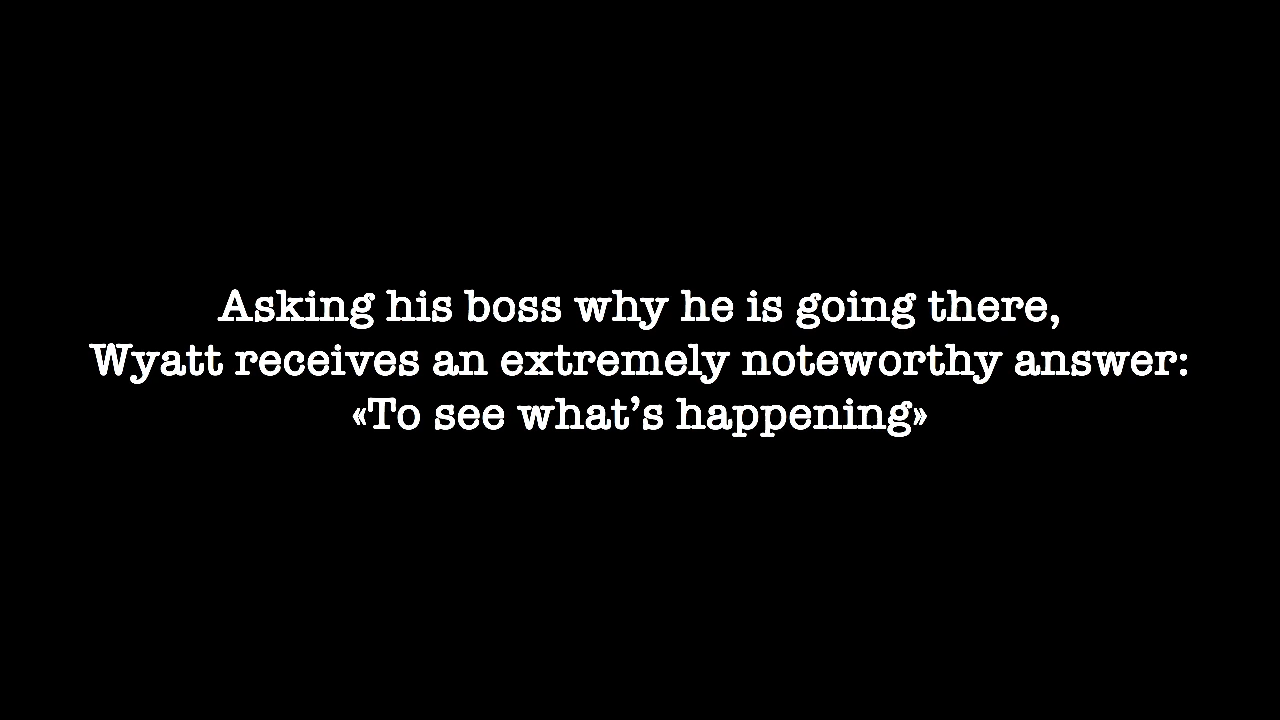 Asking his boss why he is going there,
Wyatt receives an extremely noteworthy answer:
«To see what’s happening»